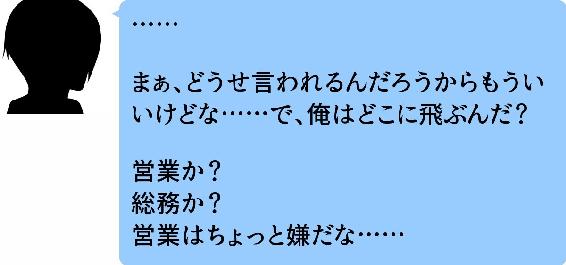 ……
まぁ、どうせ言われるんだろうからもうい
いけどな……で、俺はどこに飛ぶんだ？
営業か？
総務か？
営業はちょっと嫌だな……